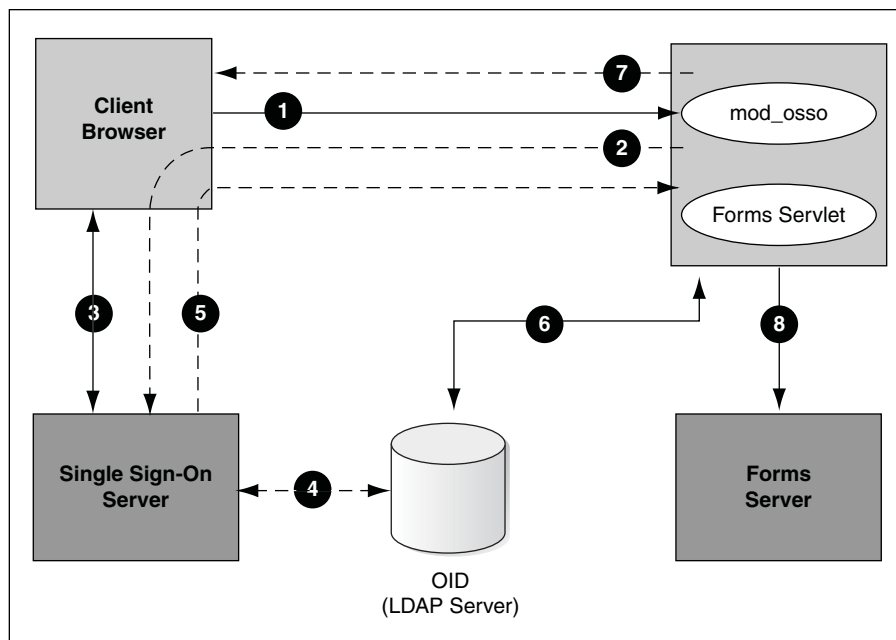 7
Client
Browser
1
mod_osso
2
Forms Servlet
3
5
6
8
Single Sign-On
Server
4
Forms
Server
OID
(LDAP Server)